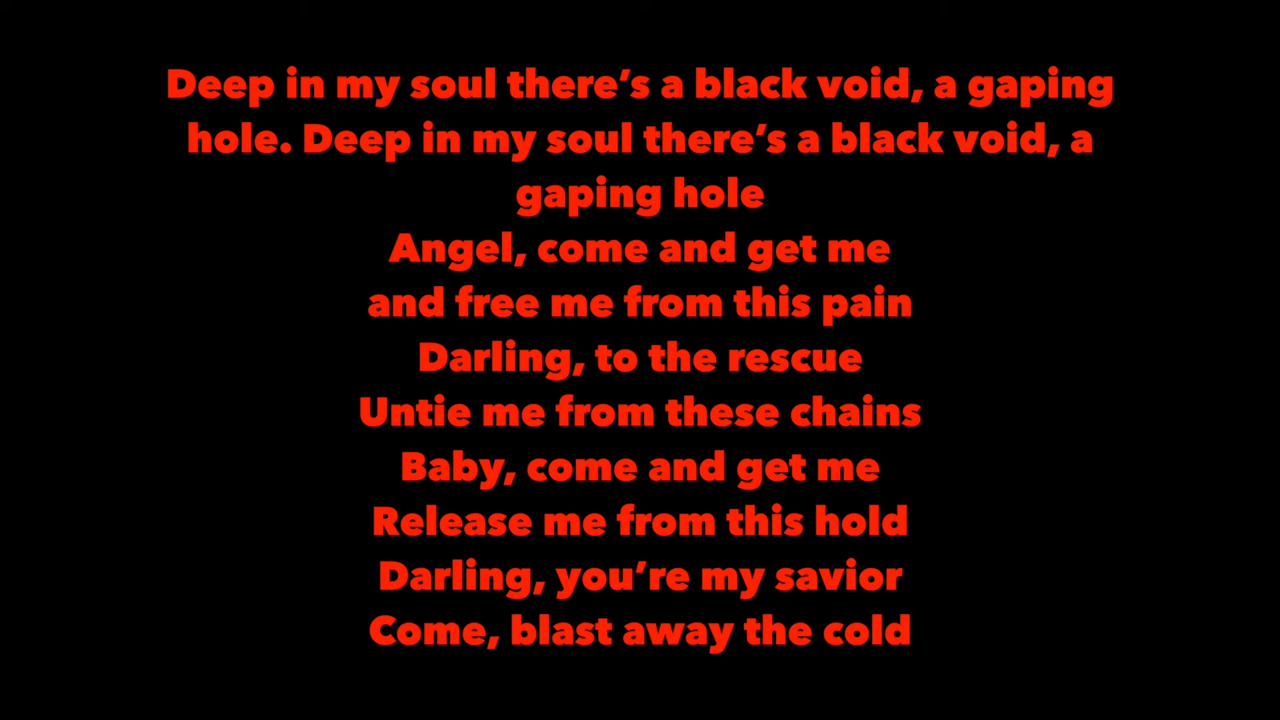 Deep in my soul there’s a black void, a gaping
hole. Deep in my soul there’s a black void, a
gaping hole
Angel, come and get me
and free me from this pain
Darling, to the rescue
Untie me from these chains
Baby, come and get me
Release me from this hold
Darling, you’re my savior
Come, blast away the cold